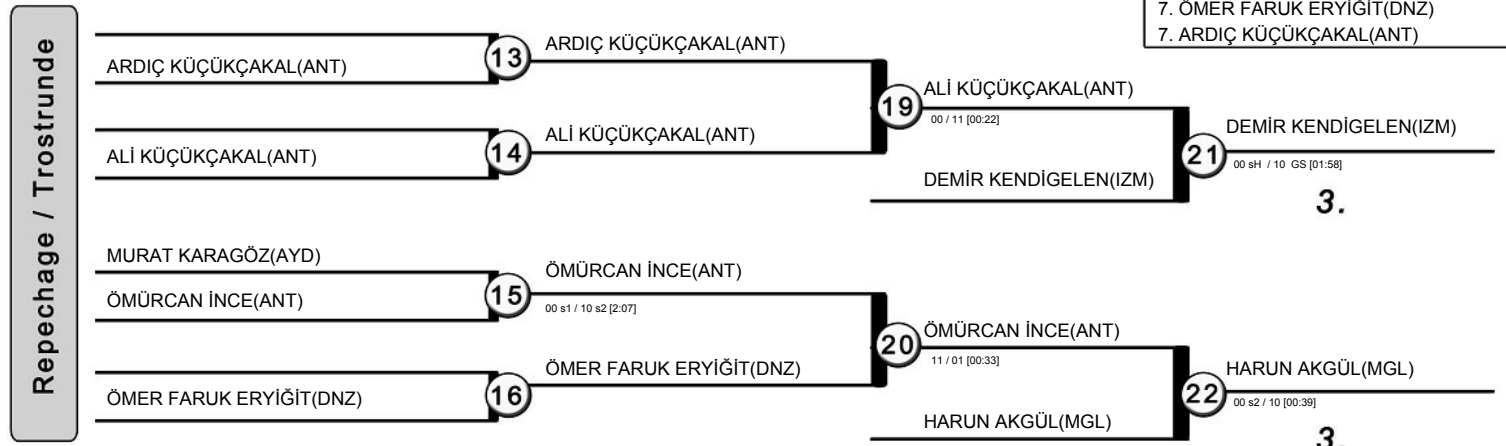 7. ÖMER FARUK ERYİĞİT(DNZ)
7. ARDIÇ KÜÇÜKÇAKAL(ANT)
Repechage / Trostrunde
ARDIÇ KÜÇÜKÇAKAL(ANT)
13
ARDIÇ KÜÇÜKÇAKAL(ANT)
ALİ KÜÇÜKÇAKAL(ANT)
14
ALİ KÜÇÜKÇAKAL(ANT)
19
ALİ KÜÇÜKÇAKAL(ANT)
00 / 11 [00:22]
DEMİR KENDİGELEN(IZM)
21
DEMİR KENDİGELEN(IZM)
00 sH / 10 GS [01:58]
3.
MURAT KARAGÖZ(AYD)
ÖMÜRCAN İNCE(ANT)
15
ÖMÜRCAN İNCE(ANT)
00 s1 / 10 s2 [2:07]
ÖMER FARUK ERYİĞİT(DNZ)
16
ÖMER FARUK ERYİĞİT(DNZ)
20
ÖMÜRCAN İNCE(ANT)
11 / 01 [00:33]
HARUN AKGÜL(MGL)
22
HARUN AKGÜL(MGL)
00 s2 / 10 [00:39]
3.